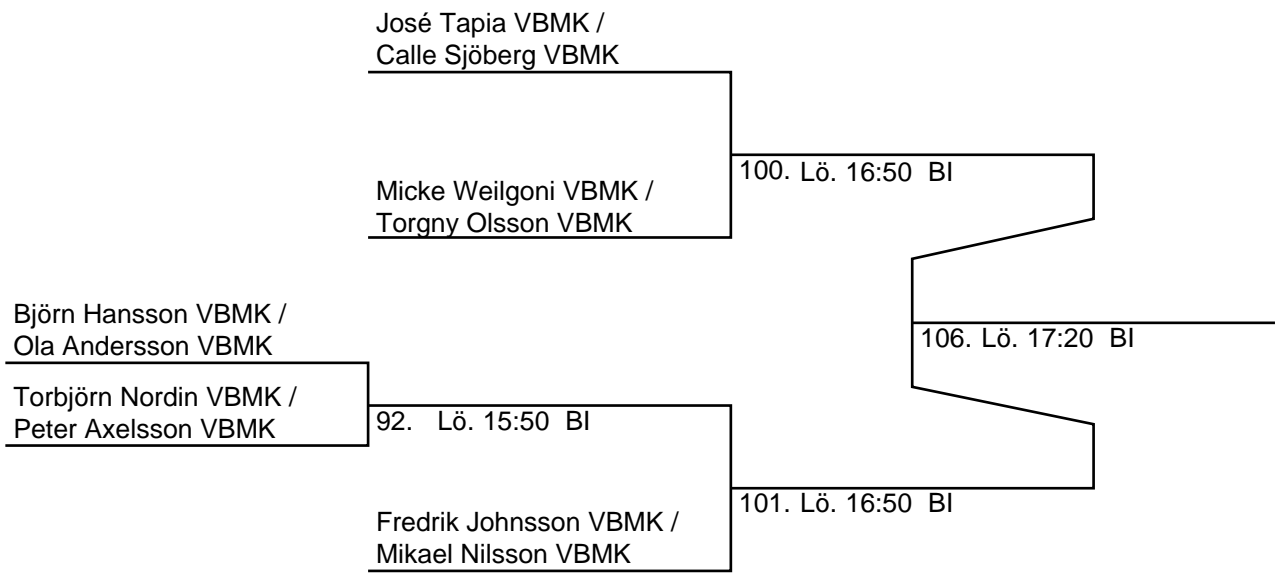 José Tapia VBMK /
Calle Sjöberg VBMK
100. Lö. 16:50 BI
Micke Weilgoni VBMK /
Torgny Olsson VBMK
Björn Hansson VBMK /
Ola Andersson VBMK
106. Lö. 17:20 BI
Torbjörn Nordin VBMK /
Peter Axelsson VBMK
92. Lö. 15:50 BI
101. Lö. 16:50 BI
Fredrik Johnsson VBMK /
Mikael Nilsson VBMK